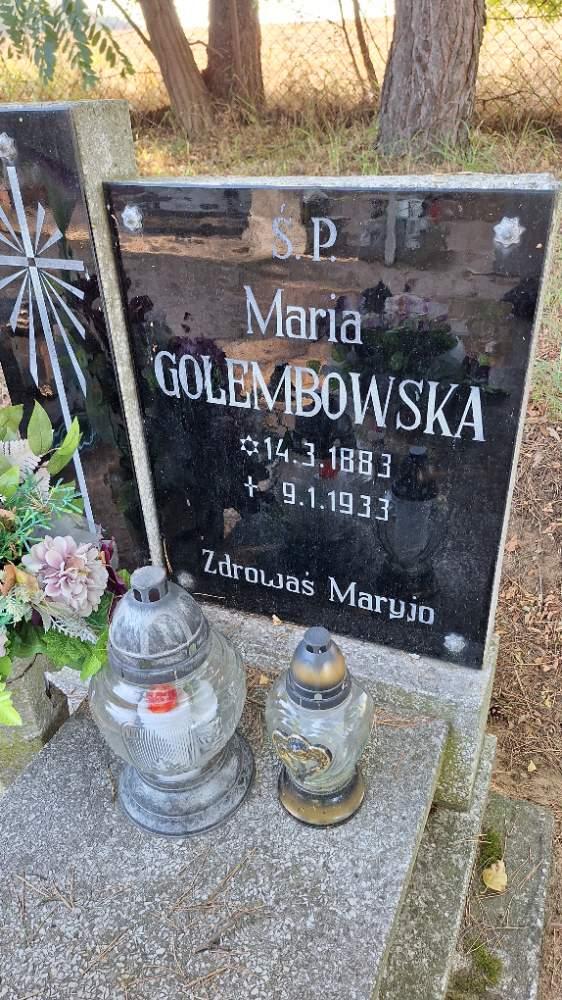 Ś. P.
Maria
GOLEMBOWSKA
✡ 14.3.1883
✝ 9.1.1933
Zdrowaś Maryjo